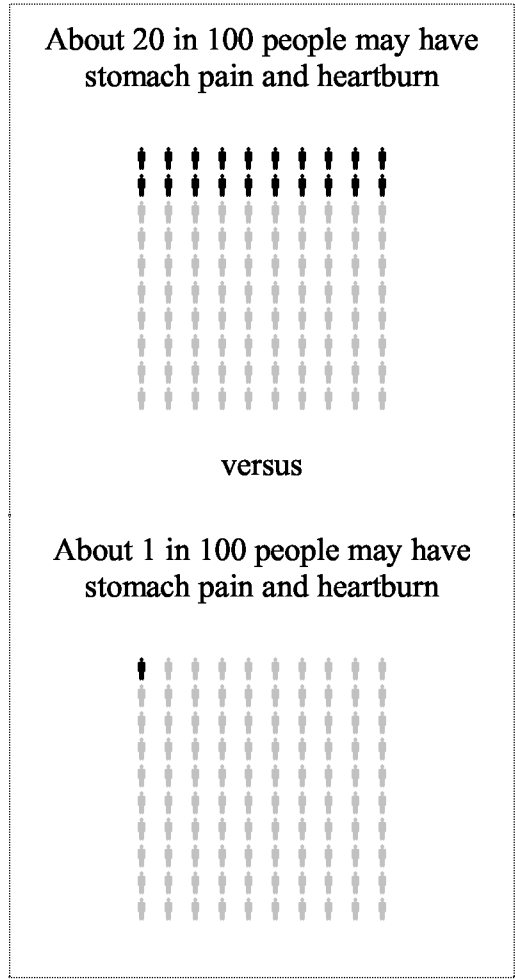 About 20 in 100 people may have
stomach pain and heartburn
versus
About 1 in 100 people may have
stomach pain and heartburn